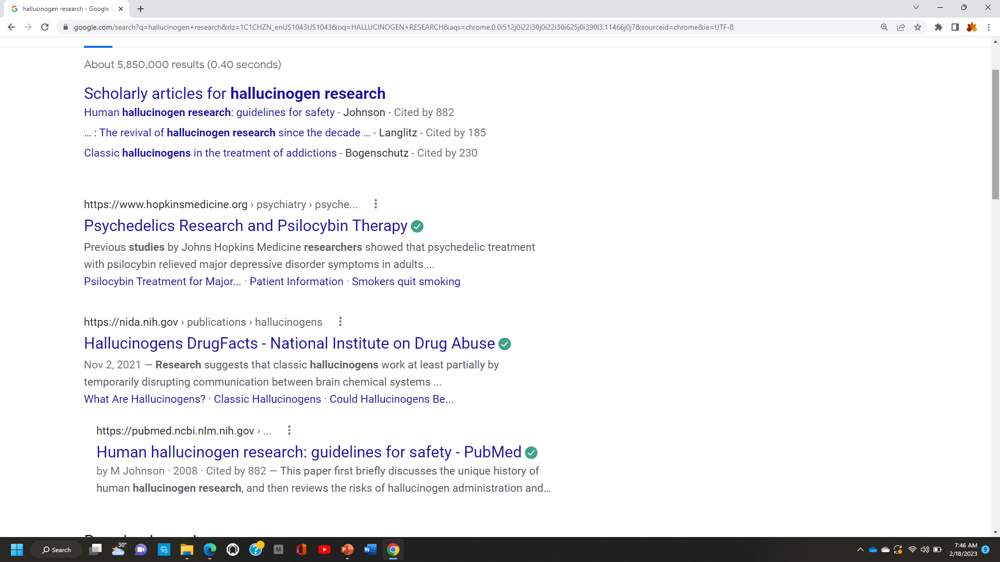 hallucinogen research - Google S
google.com/search?q=hallucinogen+research&rlz=1C1CHZN_enUS1043US1043&oq=HALLUCINOGEN+RESEARCH&aqs=chrome.0.0i512j0i22i30j0i22i30i625j0i390l3.11466j0j7&sourceid=chrome&ie=UTF-8
About 5,850,000 results (0.40 seconds)
Scholarly articles for hallucinogen research
Human hallucinogen research: guidelines for safety - Johnson - Cited by 882
... : The revival of hallucinogen research since the decade ... - Langlitz - Cited by 185
Classic hallucinogens in the treatment of addictions - Bogenschutz - Cited by 230
https://www.hopkinsmedicine.org › psychiatry › psyche...
Psychedelics Research and Psilocybin Therapy
Previous studies by Johns Hopkins Medicine researchers showed that psychedelic treatment
with psilocybin relieved major depressive disorder symptoms in adults ...
Psilocybin Treatment for Major... · Patient Information · Smokers quit smoking
https://nida.nih.gov › publications › hallucinogens
Hallucinogens DrugFacts - National Institute on Drug Abuse
Nov 2, 2021 — Research suggests that classic hallucinogens work at least partially by
temporarily disrupting communication between brain chemical systems ...
What Are Hallucinogens? · Classic Hallucinogens · Could Hallucinogens Be...
https://pubmed.ncbi.nlm.nih.gov › ...
Human hallucinogen research: guidelines for safety - PubMed
by M Johnson · 2008 · Cited by 882 — This paper first briefly discusses the unique history of
human hallucinogen research, and then reviews the risks of hallucinogen administration and...
Search
30°
M
7:46 AM
2/18/2023
9